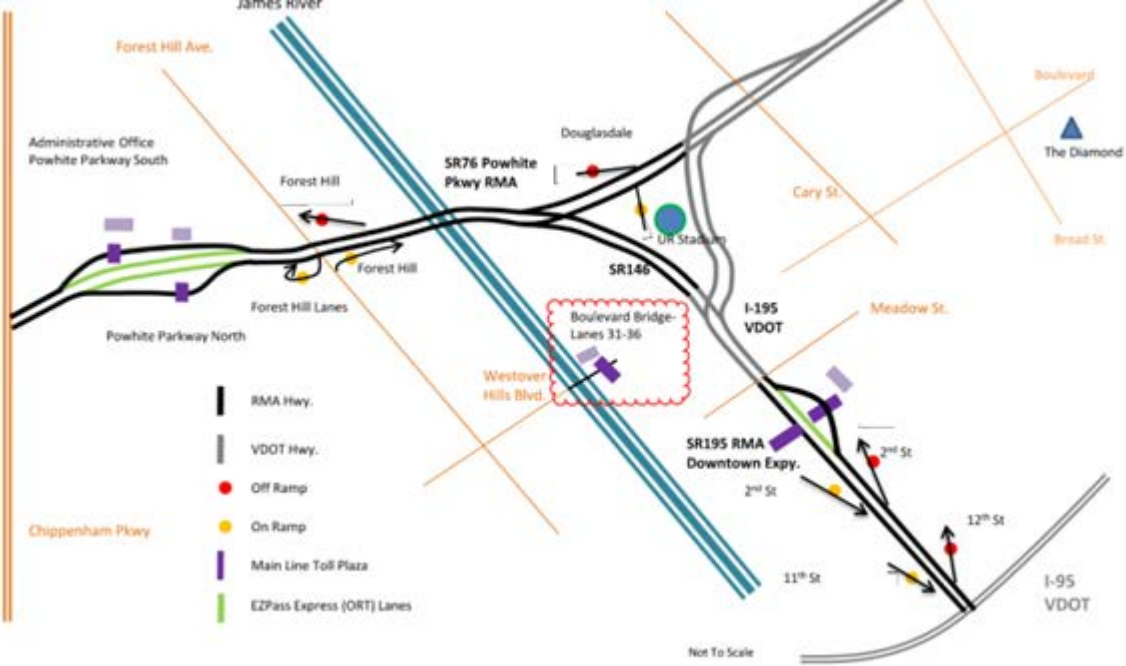 James River
Forest Hill Ave.
Boulevard
Administrative Office
Powhite Parkway South
Douglasdale
The Diamond
SR76 Powhite
Pkwy RMA
Forest Hill
Cary St.
UR Stadium
Broad St.
Forest Hill
SR146
Forest Hill Lanes
Powhite Parkway North
Boulevard Bridge-
Lanes 31-36
I-195
VDOT
Meadow St.
Westover
Hills Blvd.
RMA Hwy.
VDOT Hwy.
Off Ramp
On Ramp
Main Line Toll Plaza
EZPass Express (ORT) Lanes
SR195 RMA
Downtown Expy.
2nd St
2nd St
Chippenham Pkwy
12th St
11th St
I-95
VDOT
Not To Scale